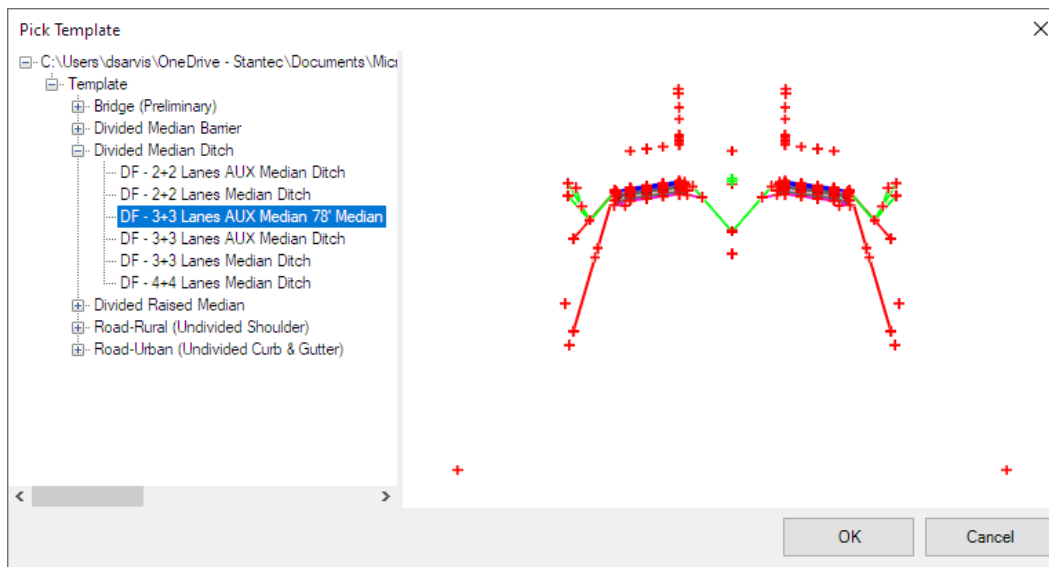 Pick Template
C:\Users\dsarvis\OneDrive - Stantec\Documents\Micr
Template
Bridge (Preliminary)
Divided Median Barrier
Divided Median Ditch
DF - 2+2 Lanes AUX Median Ditch
DF - 2+2 Lanes Median Ditch
DF - 3+3 Lanes AUX Median 78' Median
DF - 3+3 Lanes AUX Median Ditch
DF - 3+3 Lanes Median Ditch
DF - 4+4 Lanes Median Ditch
Divided Raised Median
Road-Rural (Undivided Shoulder)
Road-Urban (Undivided Curb & Gutter)
OK
Cancel